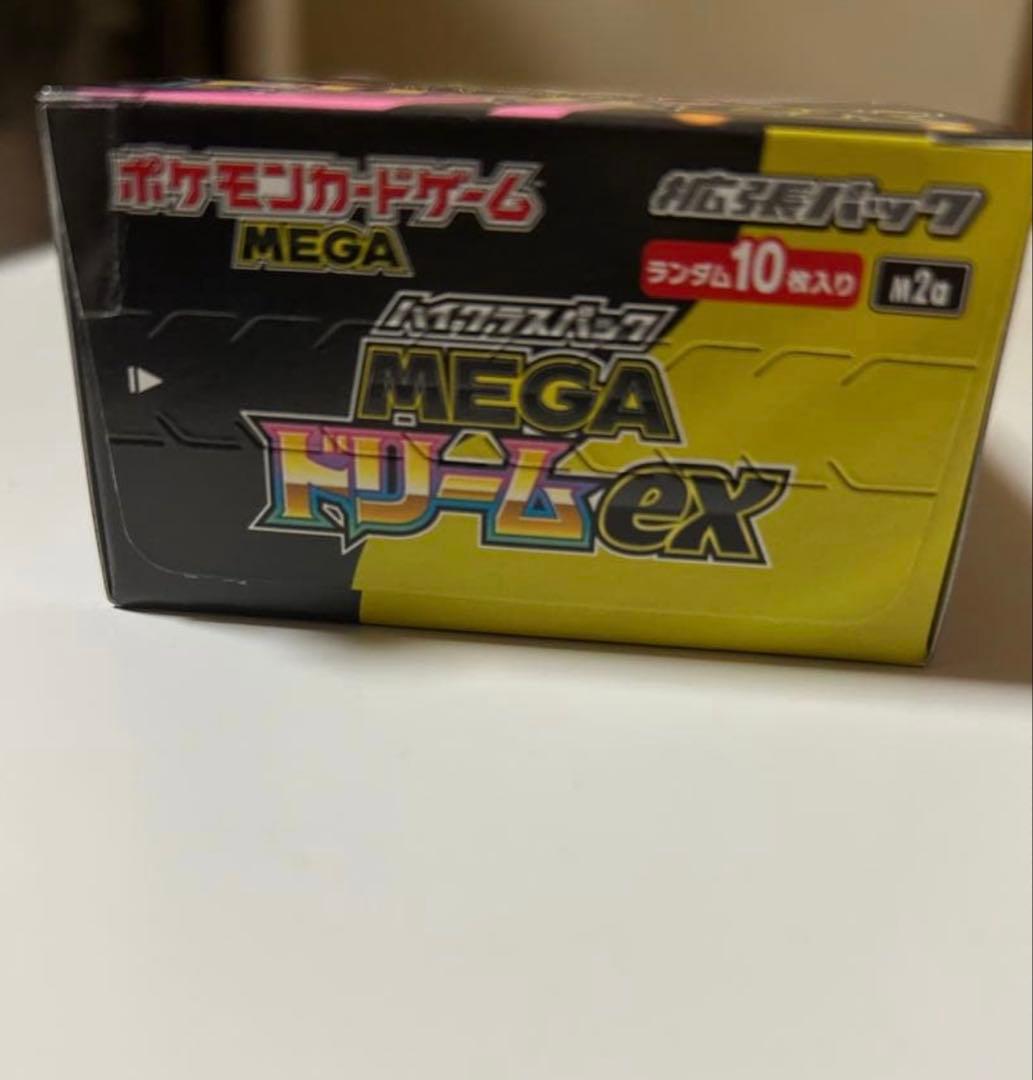 ポケモンカードゲーム
MEGA
拡張パック
ランダム10枚入り
M2a
ハイクラスパック
MEGA
ドリームex